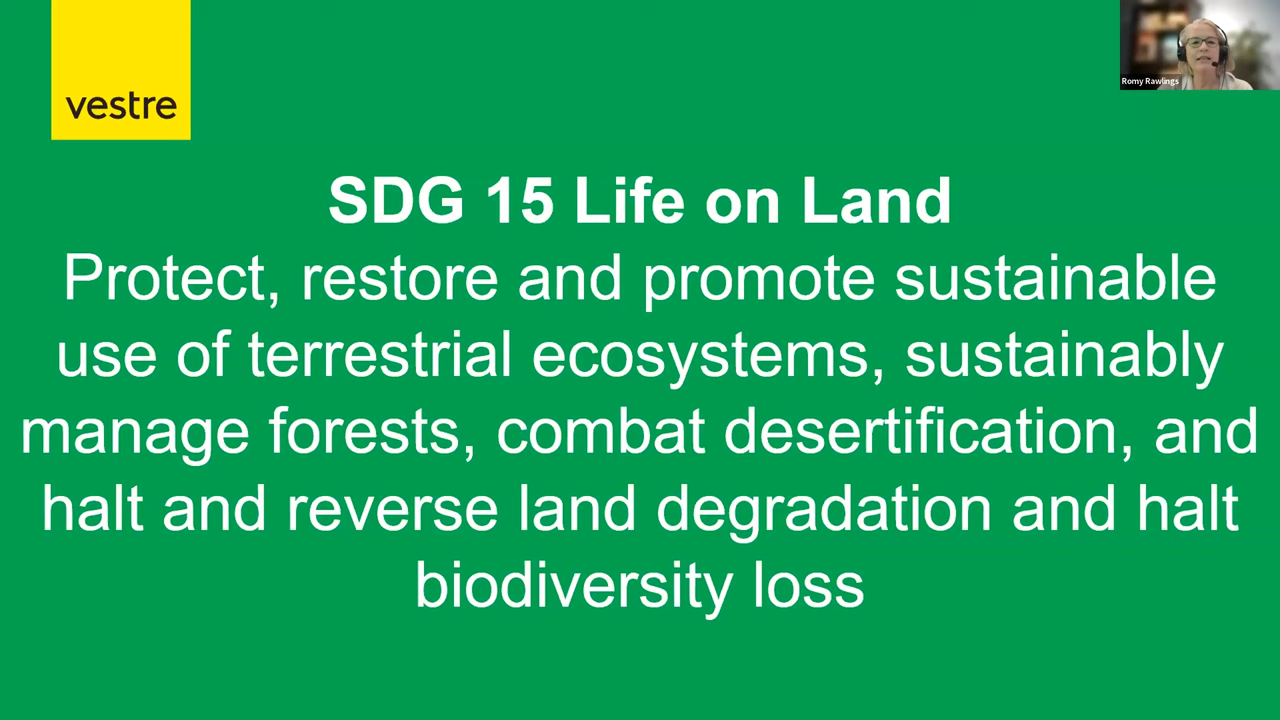 vestre
Romy Rawlings
SDG 15 Life on Land
Protect, restore and promote sustainable
use of terrestrial ecosystems, sustainably
manage forests, combat desertification, and
halt and reverse land degradation and halt
biodiversity loss